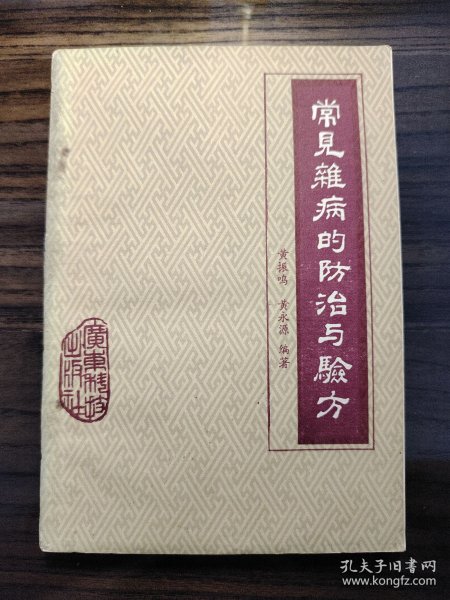 常見雜病的防治与驗方
黄振鸣 黄永源 编著
廣東科技
出版社
孔夫子旧书网
www.kongfz.com